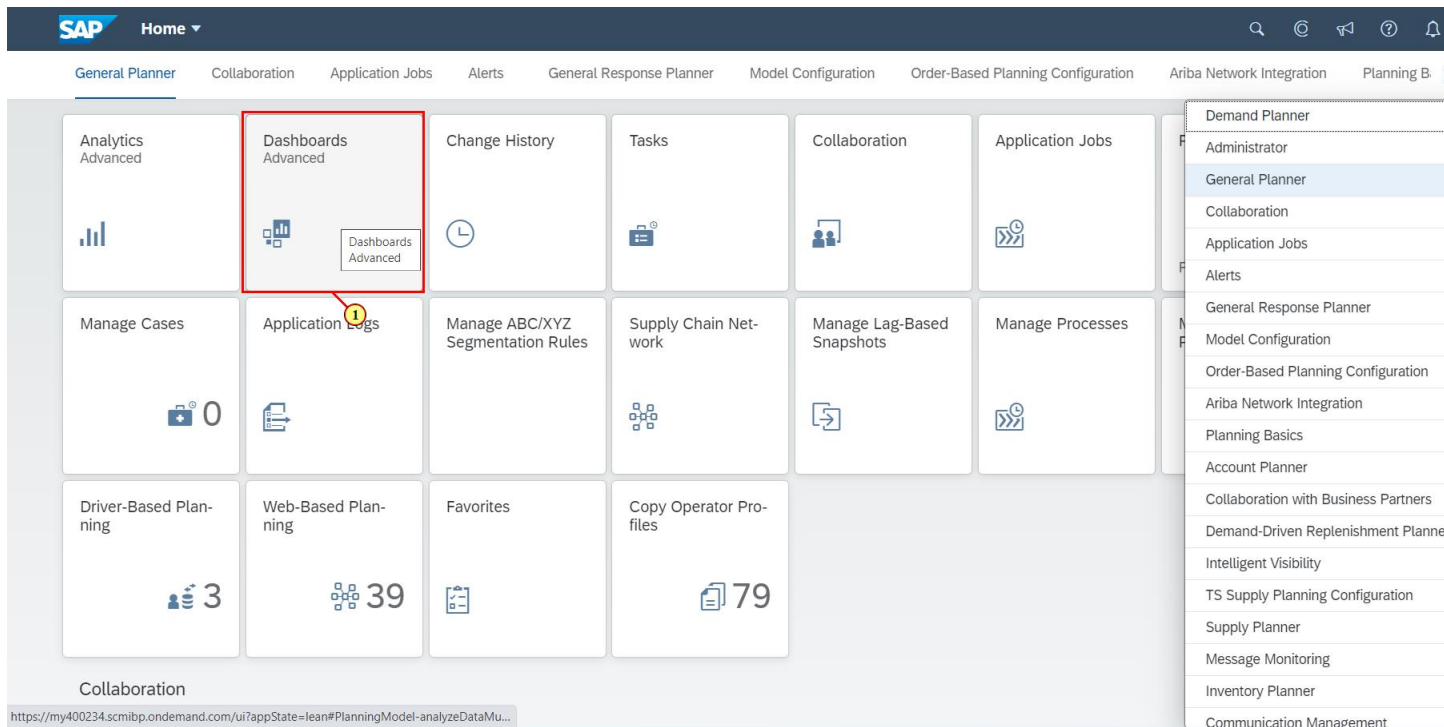 SAP Home
General Planner Collaboration Application Jobs Alerts General Response Planner Model Configuration Order-Based Planning Configuration Ariba Network Integration Planning B
Analytics
Advanced
Dashboards
Advanced
Dashboards
Advanced
1
Change History
Tasks
Collaboration
Application Jobs
Manage Cases
0
Application Logs
Manage ABC/XYZ
Segmentation Rules
Supply Chain Net-
work
Manage Lag-Based
Snapshots
Manage Processes
Driver-Based Plan-
ning
3
Web-Based Plan-
ning
39
Favorites
Copy Operator Pro-
files
79
Collaboration
https://my400234.scmibp.ondemand.com/ui?appState=lean#PlanningModel-analyzeDataMu...
Demand Planner
Administrator
General Planner
Collaboration
Application Jobs
Alerts
General Response Planner
Model Configuration
Order-Based Planning Configuration
Ariba Network Integration
Planning Basics
Account Planner
Collaboration with Business Partners
Demand-Driven Replenishment Planne
Intelligent Visibility
TS Supply Planning Configuration
Supply Planner
Message Monitoring
Inventory Planner
Communication Management